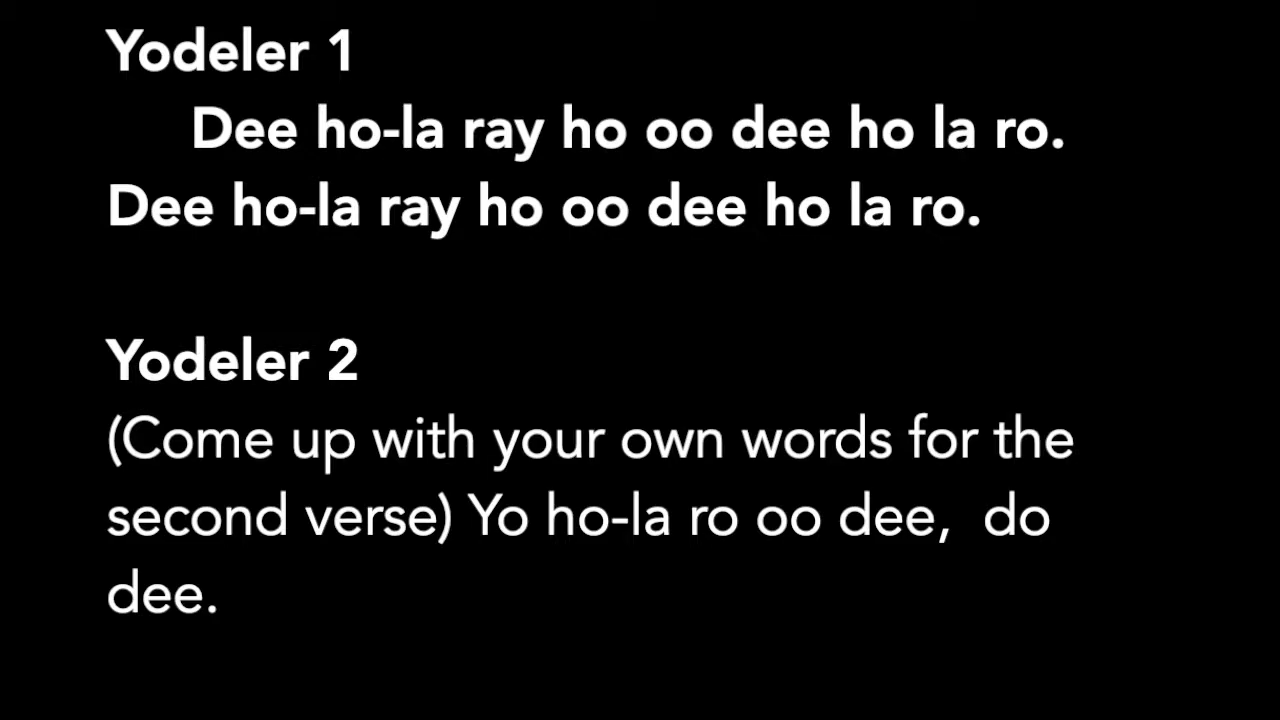 Yodeler 1
Dee ho-la ray ho oo dee ho la ro.
Dee ho-la ray ho oo dee ho la ro.
Yodeler 2
(Come up with your own words for the
second verse) Yo ho-la ro oo dee,  do
dee.